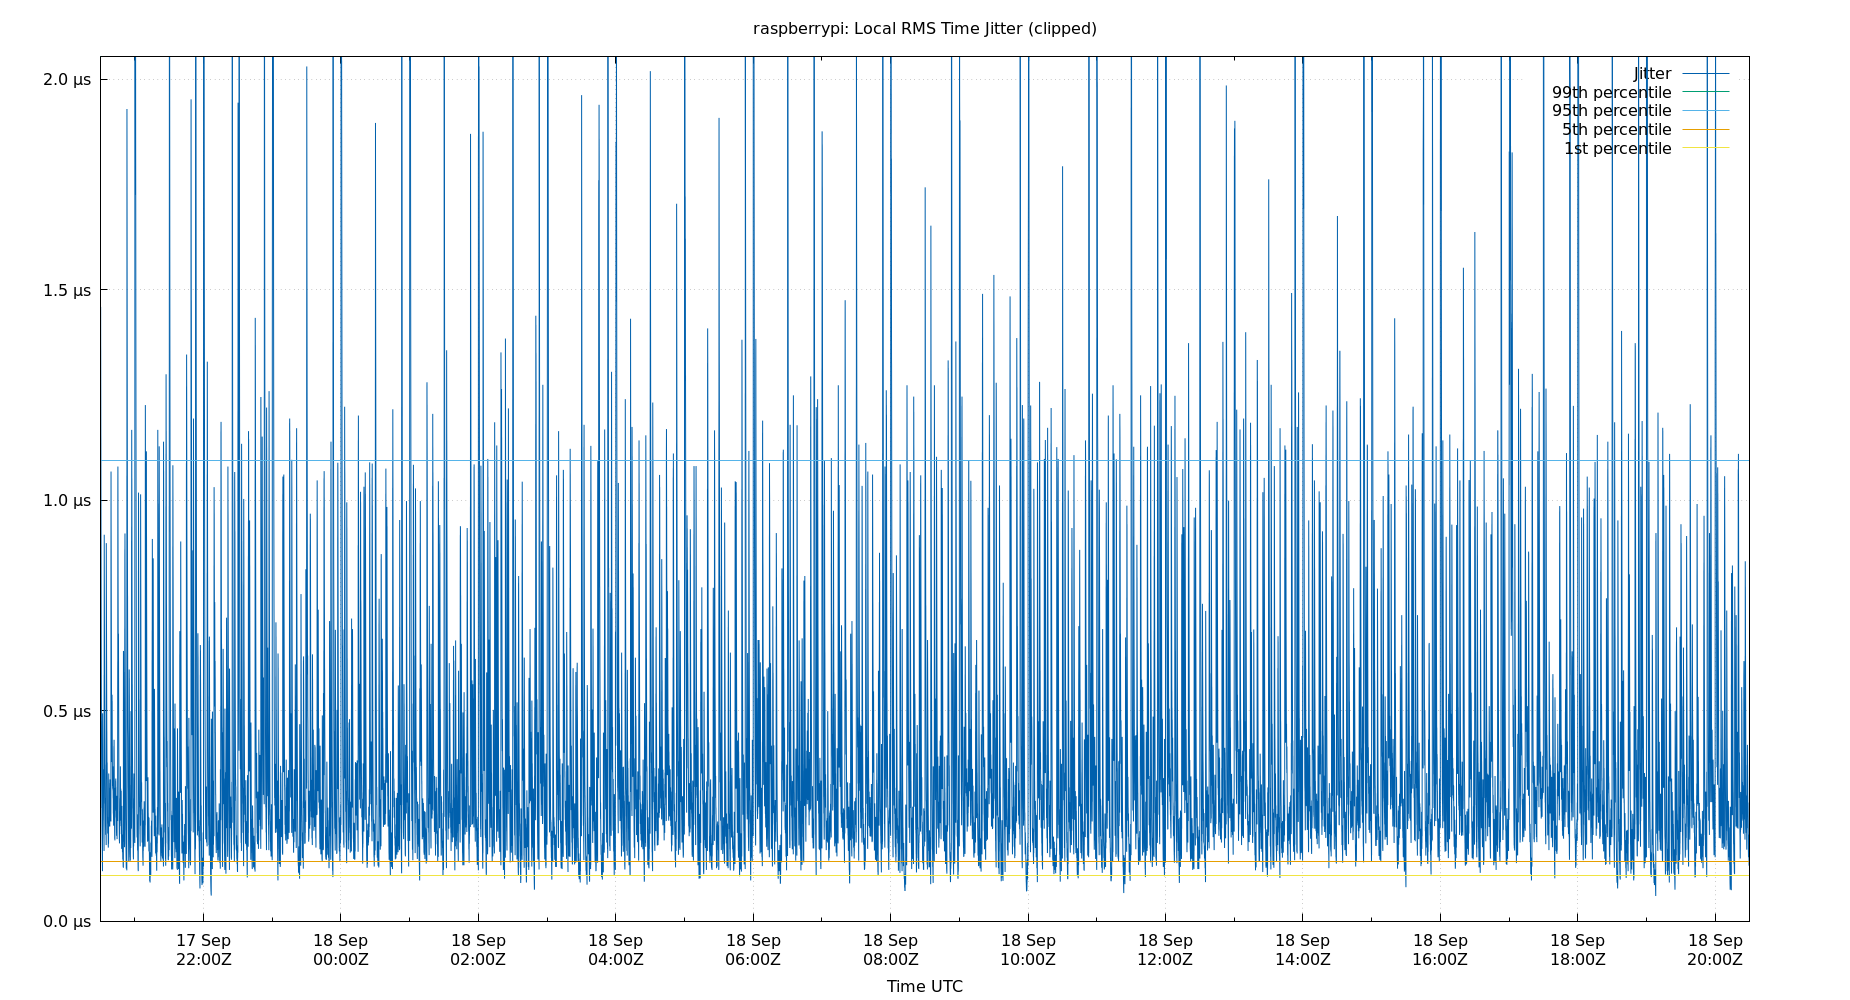 raspberrypi: Local RMS Time Jitter (clipped)
2.0 µs
1.5 µs
1.0 µs
0.5 µs
0.0 µs
Jitter
99th percentile
95th percentile
5th percentile
1st percentile
17 Sep 18 Sep 18 Sep 18 Sep 18 Sep 18 Sep 18 Sep 18 Sep 18 Sep 18 Sep 18 Sep 18 Sep
22:00Z 00:00Z 02:00Z 04:00Z 06:00Z 08:00Z 10:00Z 12:00Z 14:00Z 16:00Z 18:00Z 20:00Z
Time UTC